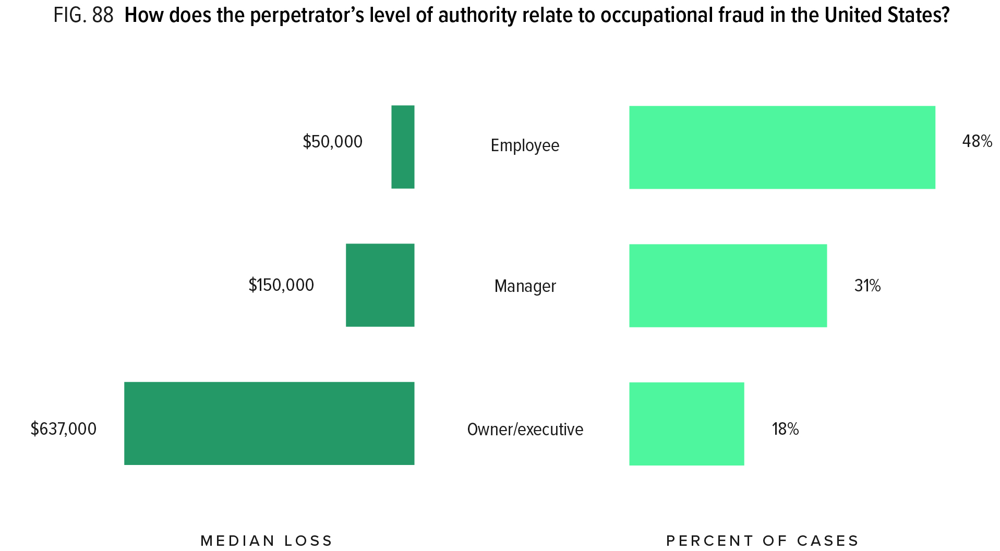 FIG. 88 How does the perpetrator’s level of authority relate to occupational fraud in the United States?
$50,000 Employee 48%
$150,000 Manager 31%
$637,000 Owner/executive 18%
MEDIAN LOSS PERCENT OF CASES